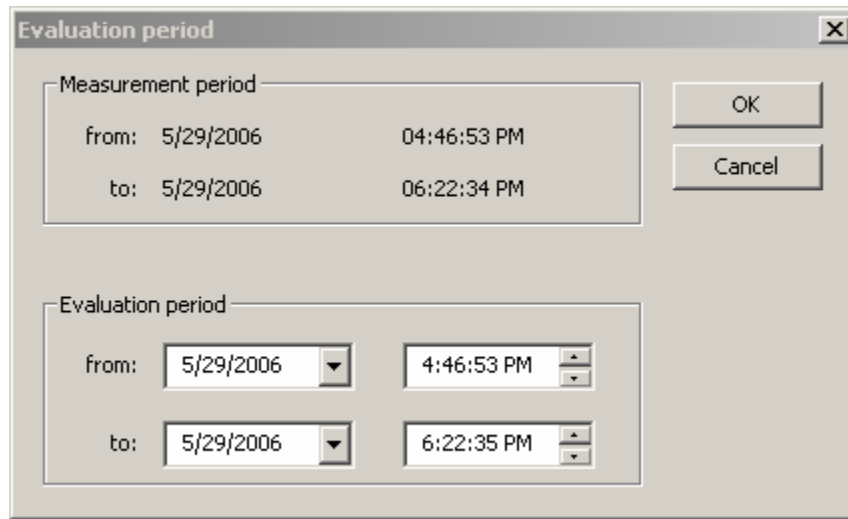 Evaluation period
Measurement period
from: 5/29/2006 04:46:53 PM
to: 5/29/2006 06:22:34 PM
OK
Cancel
Evaluation period
from: 5/29/2006 4:46:53 PM
to: 5/29/2006 6:22:35 PM